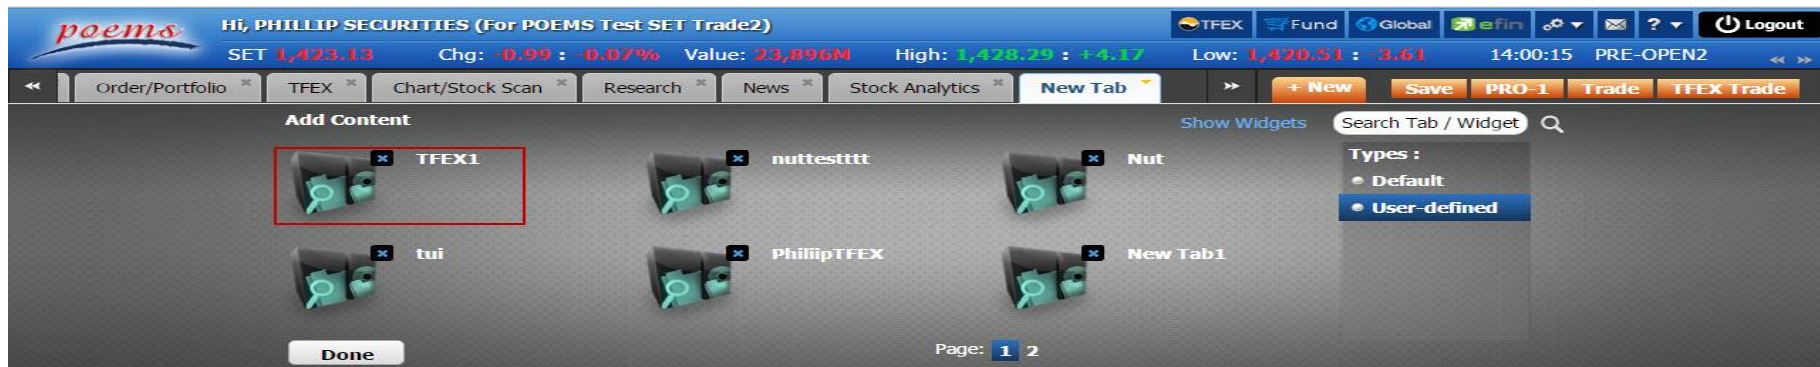 poems Hi, PHILLIP SECURITIES (For POEMS Test SET Trade2) TFEX Fund Global efin ? Logout
SET 1,423.13 Chg: -0.99 : -0.07% Value: 23,896M High: 1,428.29 : +4.17 Low: 1,420.51 : -3.61 14:00:15 PRE-OPEN2
Order/Portfolio TFEX Chart/Stock Scan Research News Stock Analytics New Tab + New Save PRO-1 Trade TFEX Trade
Add Content Show Widgets Search Tab / Widget
TFEX1 nuttestttt Nut Types :
Default
User-defined
tui PhiliipTFEX New Tab1
Done Page: 1 2